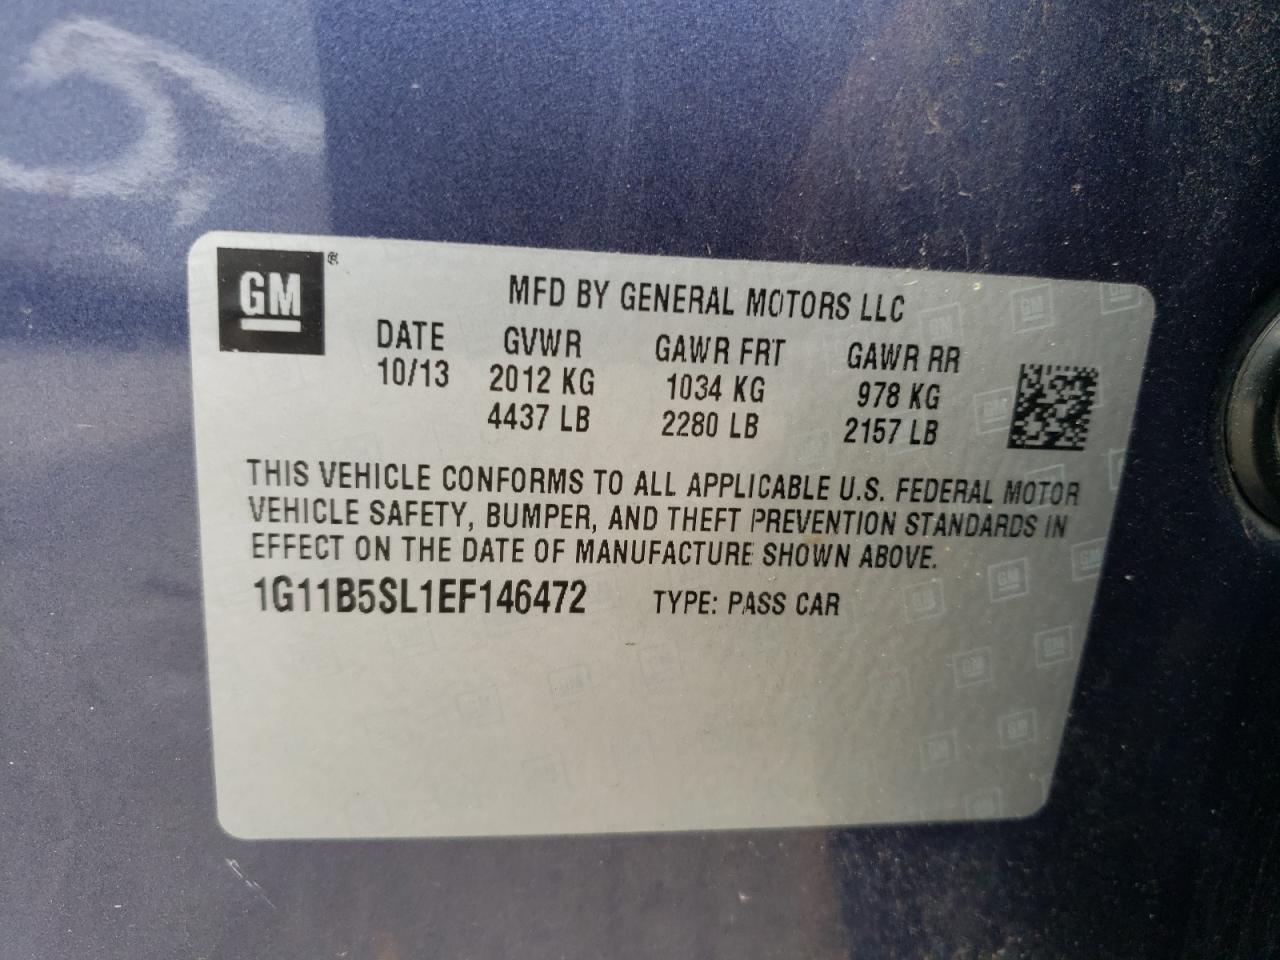 GM ®
MFD BY GENERAL MOTORS LLC
DATE GVWR GAWR FRT GAWR RR
10/13 2012 KG 1034 KG 978 KG
4437 LB 2280 LB 2157 LB
THIS VEHICLE CONFORMS TO ALL APPLICABLE U.S. FEDERAL MOTOR
VEHICLE SAFETY, BUMPER, AND THEFT PREVENTION STANDARDS IN
EFFECT ON THE DATE OF MANUFACTURE SHOWN ABOVE.
1G11B5SL1EF146472 TYPE: PASS CAR